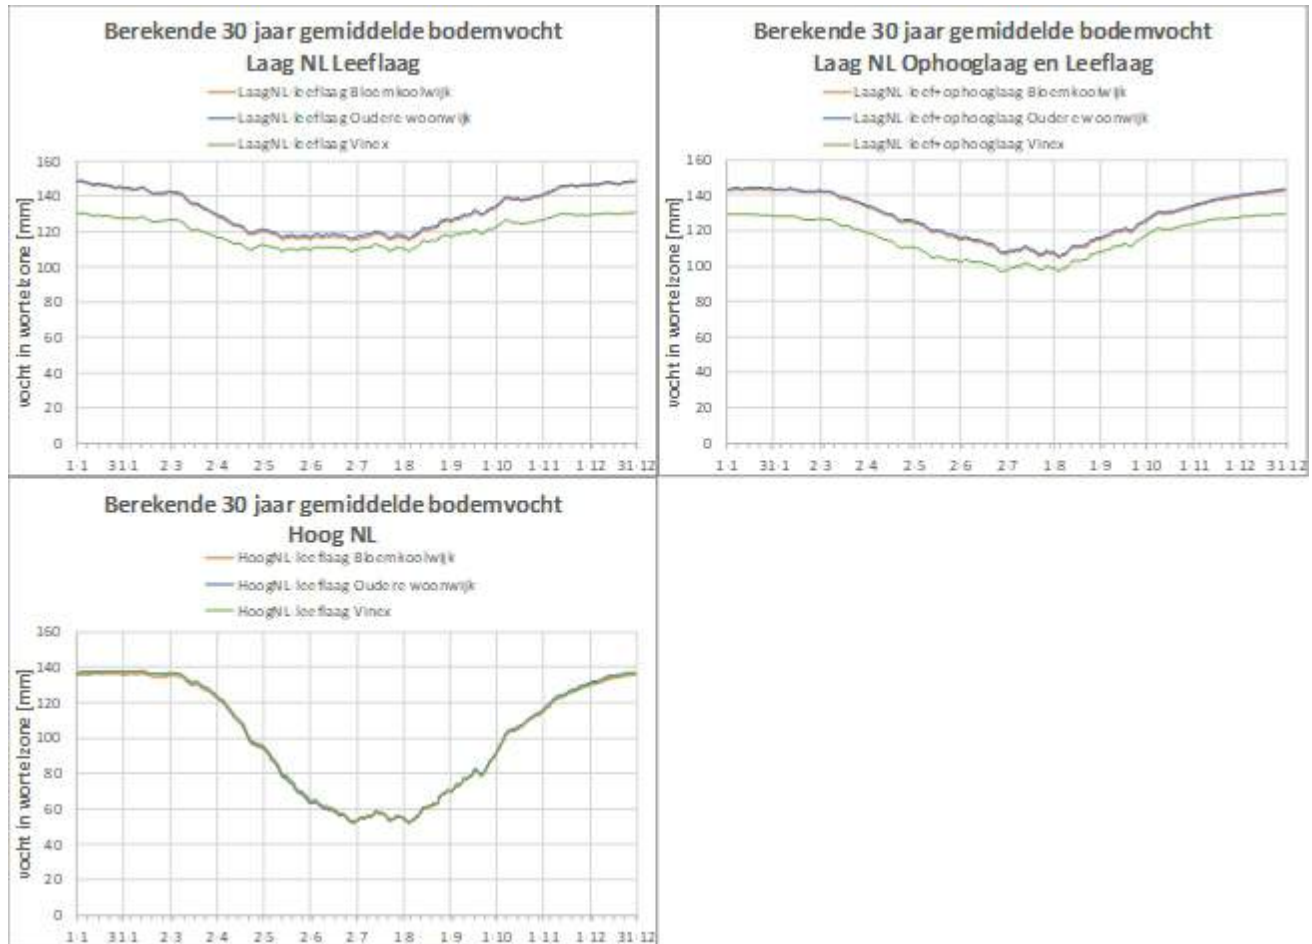 Berekende 30 jaar gemiddelde bodemvocht
Laag NL Leeflaag
LaagNL leeflaag Bloemkoolwijk
LaagNL leeflaag Oudere woonwijk
LaagNL leeflaag Vinex
vocht in wortelzone [mm]
160
140
120
100
80
60
40
20
0
1-1 31-1 2-3 2-4 2-5 2-6 2-7 1-8 1-9 1-10 1-11 1-12 31-12
Berekende 30 jaar gemiddelde bodemvocht
Laag NL Ophooglaag en Leeflaag
LaagNL leef+ophooglaag Bloemkoolwijk
LaagNL leef+ophooglaag Oudere woonwijk
LaagNL leef+ophooglaag Vinex
vocht in wortelzone [mm]
160
140
120
100
80
60
40
20
0
1-1 31-1 2-3 2-4 2-5 2-6 2-7 1-8 1-9 1-10 1-11 1-12 31-12
Berekende 30 jaar gemiddelde bodemvocht
Hoog NL
HoogNL leeflaag Bloemkoolwijk
HoogNL leeflaag Oudere woonwijk
HoogNL leeflaag Vinex
vocht in wortelzone [mm]
160
140
120
100
80
60
40
20
0
1-1 31-1 2-3 2-4 2-5 2-6 2-7 1-8 1-9 1-10 1-11 1-12 31-12